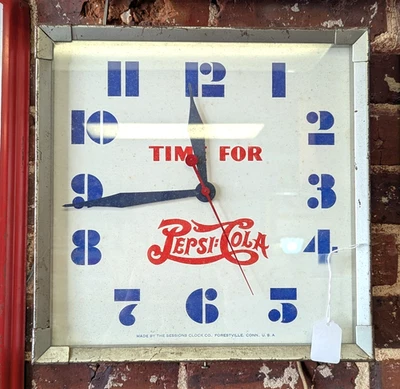 11 12 1
10 2
TIME FOR
9 3
PEPSI-COLA
8 4
7 6 5
MADE BY THE SESSIONS CLOCK CO. FORESTVILLE, CONN. U S A